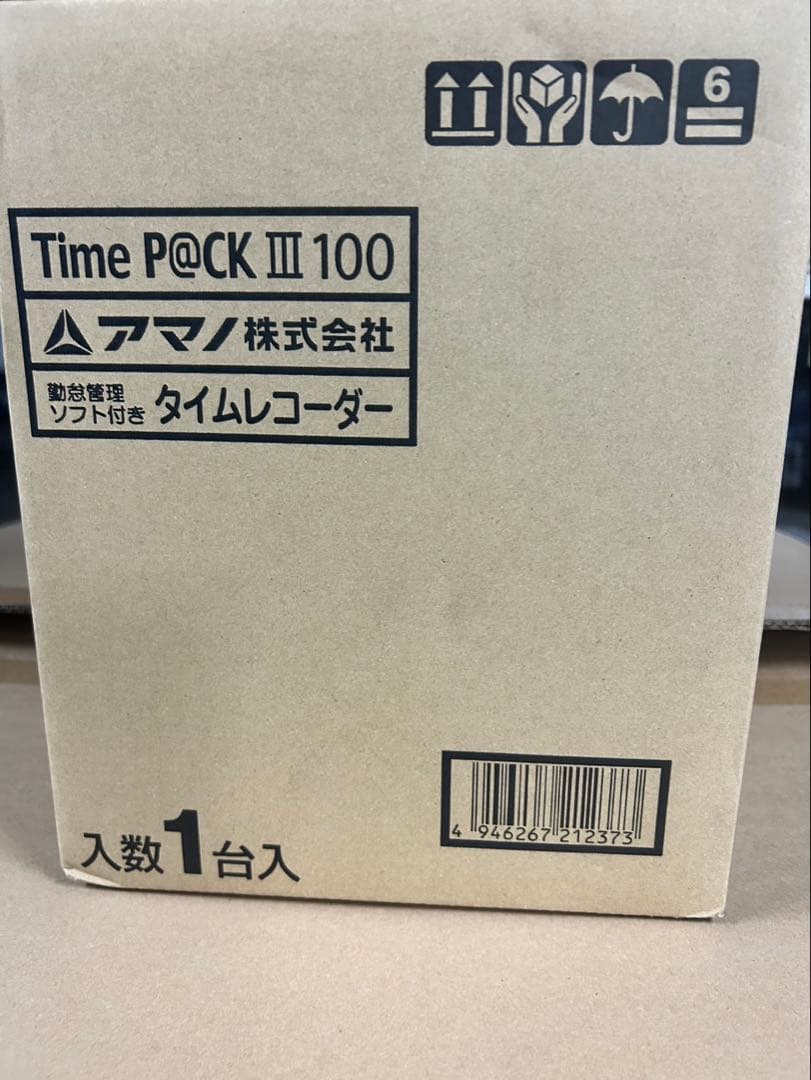 6
Time P@CK III 100
アマノ株式会社
勤怠管理
ソフト付き タイムレコーダー
4 946267 212373
入数1台入